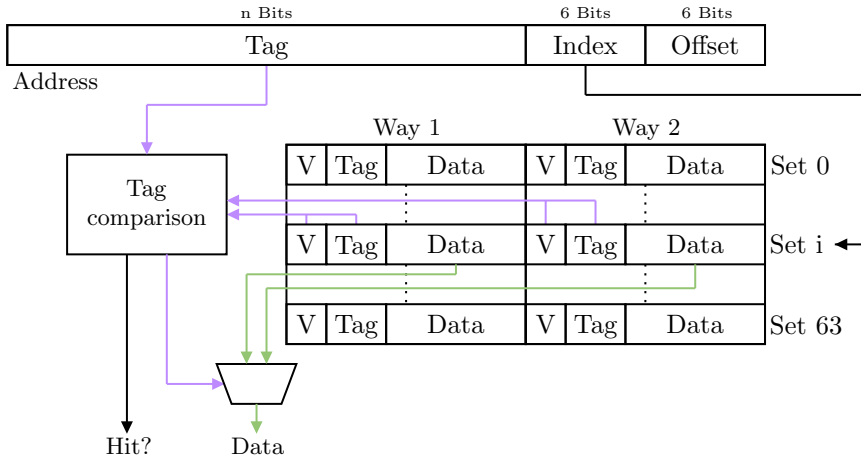 n Bits 6 Bits 6 Bits
Tag Index Offset
Address
Way 1 Way 2
V Tag Data V Tag Data Set 0
Tag
comparison
V Tag Data V Tag Data Set i
V Tag Data V Tag Data Set 63
Hit? Data